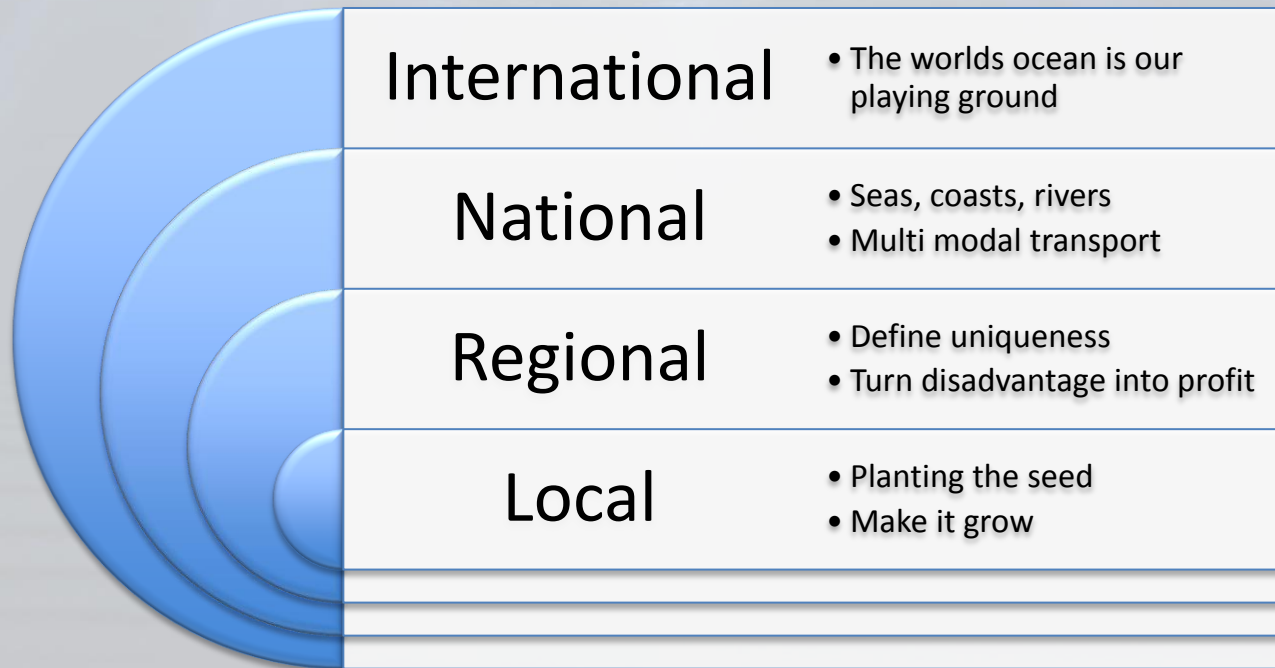 International
• The worlds ocean is our
playing ground
National
• Seas, coasts, rivers
• Multi modal transport
Regional
• Define uniqueness
• Turn disadvantage into profit
Local
• Planting the seed
• Make it grow